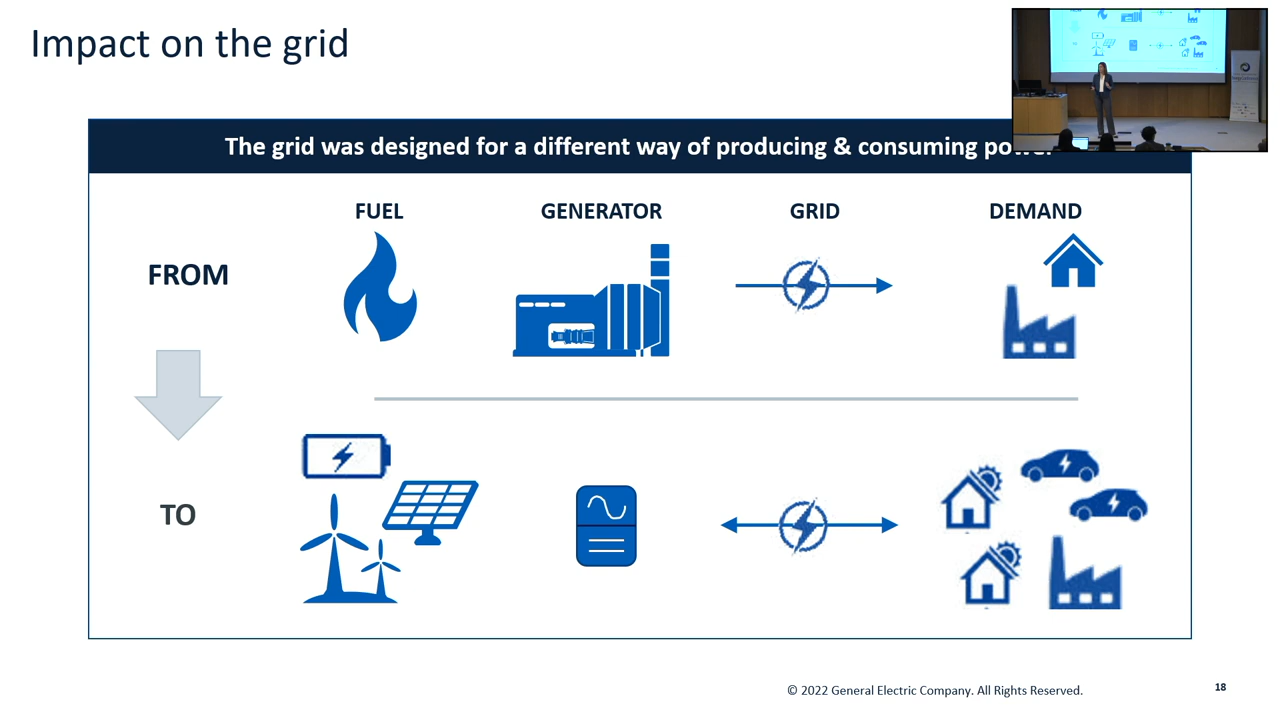 Impact on the grid
The grid was designed for a different way of producing & consuming power
FUEL GENERATOR GRID DEMAND
FROM
TO
© 2022 General Electric Company. All Rights Reserved.
18